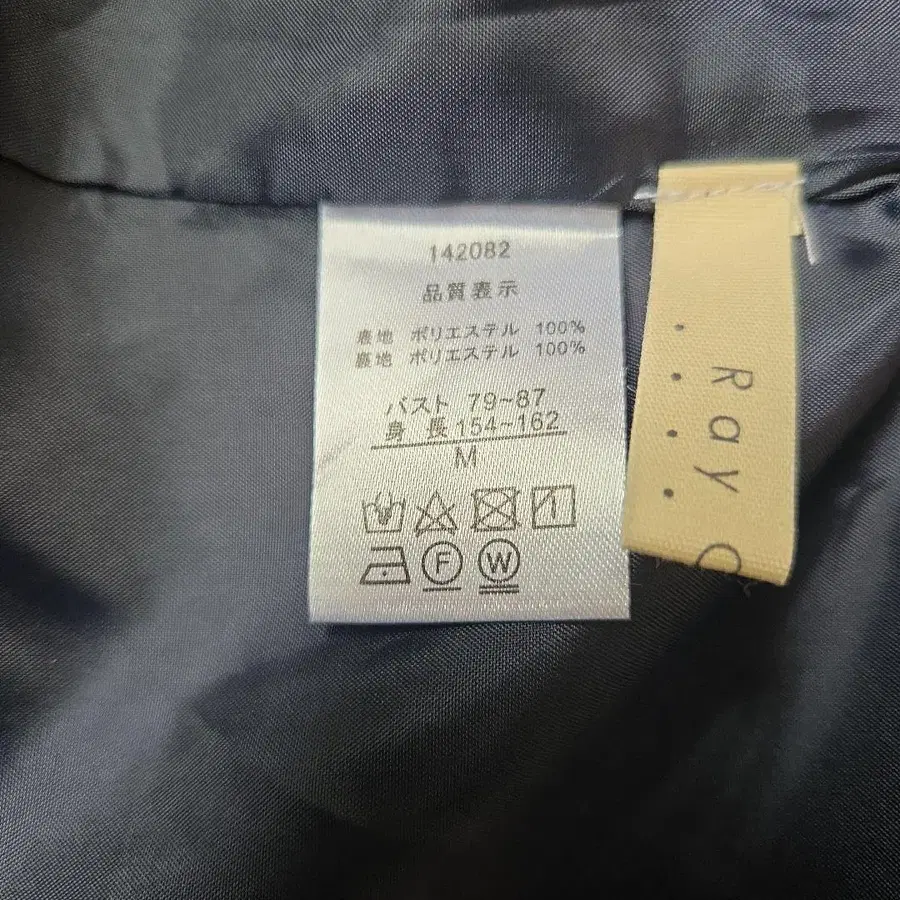 142082
品質表示
表地 ポリエステル 100%
裏地 ポリエステル 100%
バスト 79~87
身 長 154~162
M
F
W
Ray